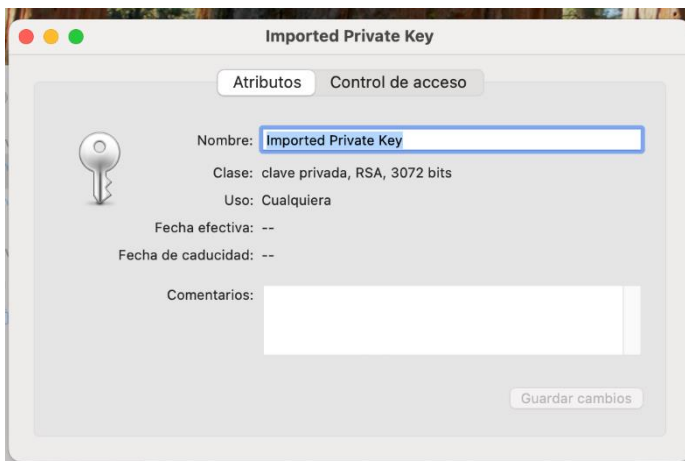 Imported Private Key
Atributos Control de acceso
Nombre: Imported Private Key
Clase: clave privada, RSA, 3072 bits
Uso: Cualquiera
Fecha efectiva: --
Fecha de caducidad: --
Comentarios:
Guardar cambios